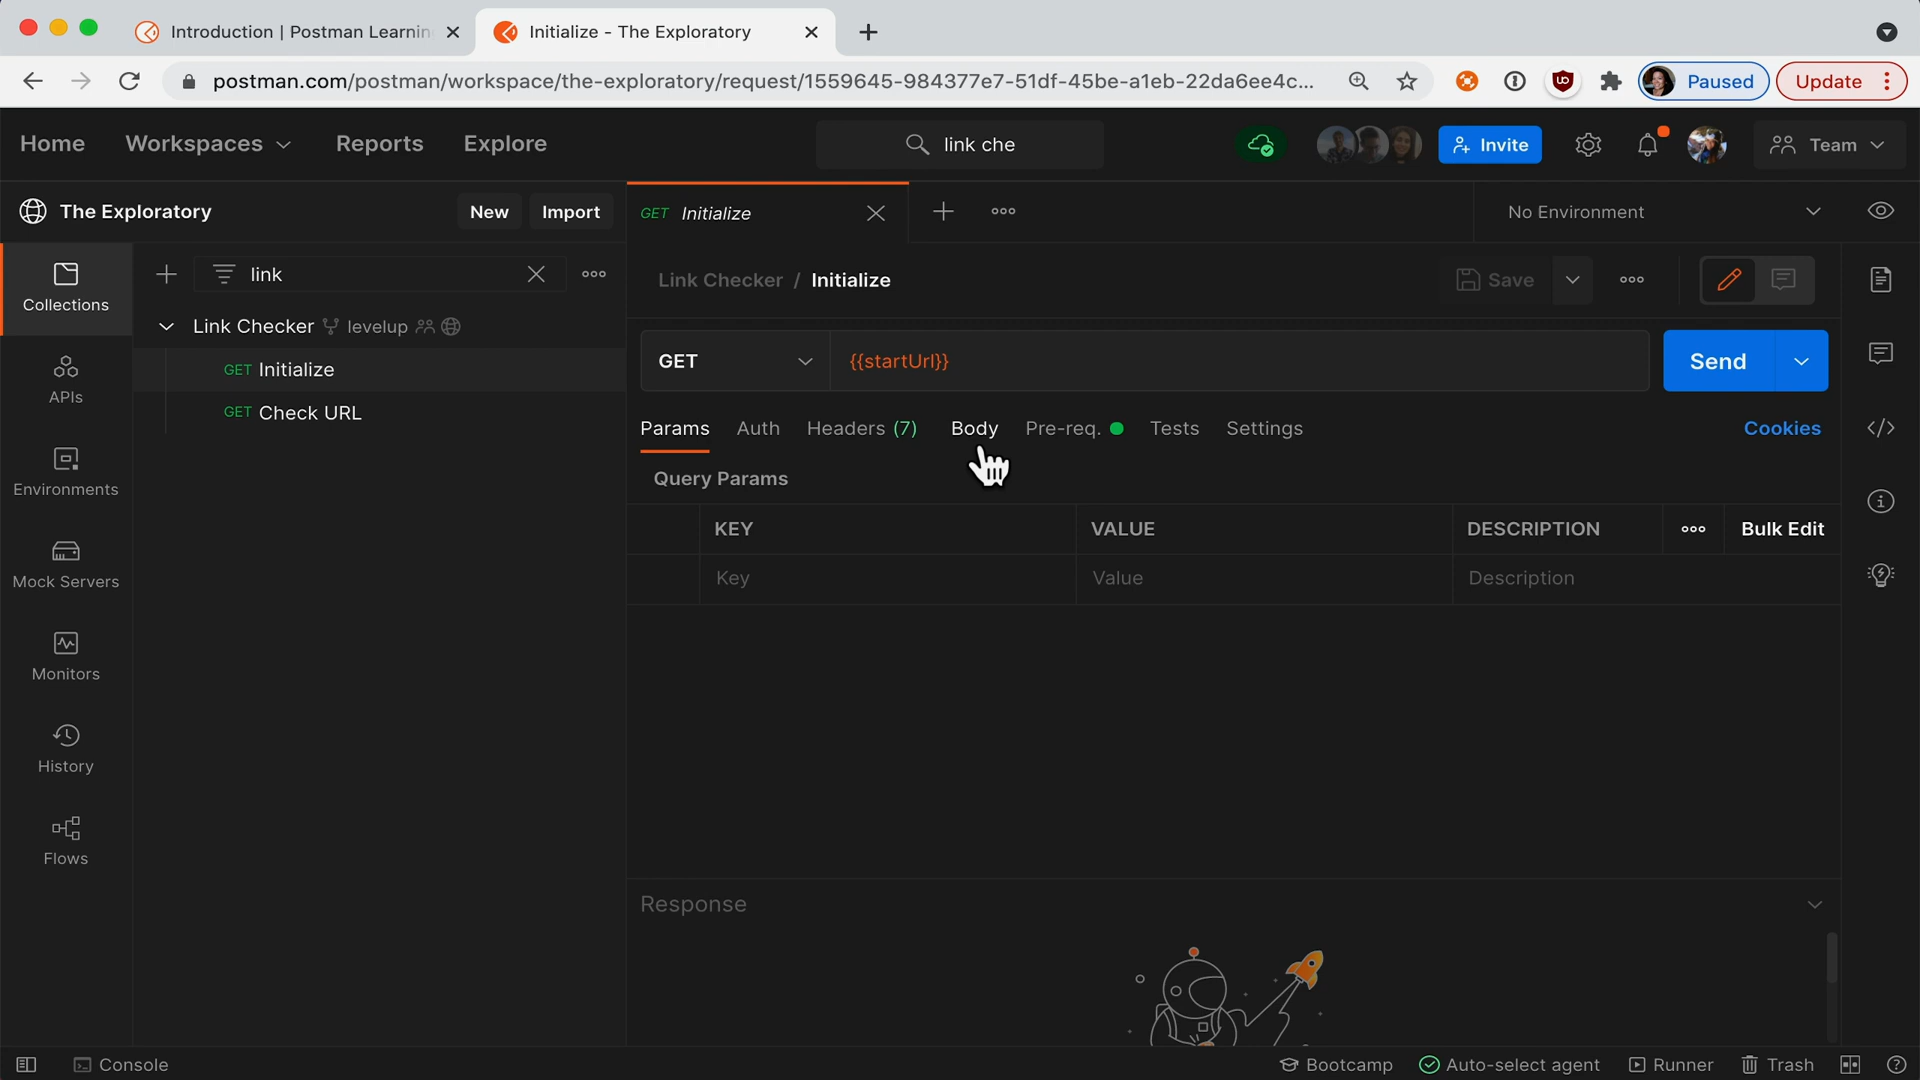 Introduction | Postman Learnin
Initialize - The Exploratory
postman.com/postman/workspace/the-exploratory/request/1559645-984377e7-51df-45be-a1eb-22da6ee4c...
Paused
Update
Home
Workspaces
Reports
Explore
link che
Invite
Team
The Exploratory
New
Import
GET Initialize
No Environment
Collections
link
Link Checker / Initialize
Save
Link Checker levelup
GET Initialize
GET Check URL
APIs
Environments
Mock Servers
Monitors
History
Flows
GET
{{startUrl}}
Send
Params
Auth
Headers (7)
Body
Pre-req.
Tests
Settings
Cookies
Query Params
KEY
VALUE
DESCRIPTION
Bulk Edit
Key
Value
Description
Response
Console
Bootcamp
Auto-select agent
Runner
Trash